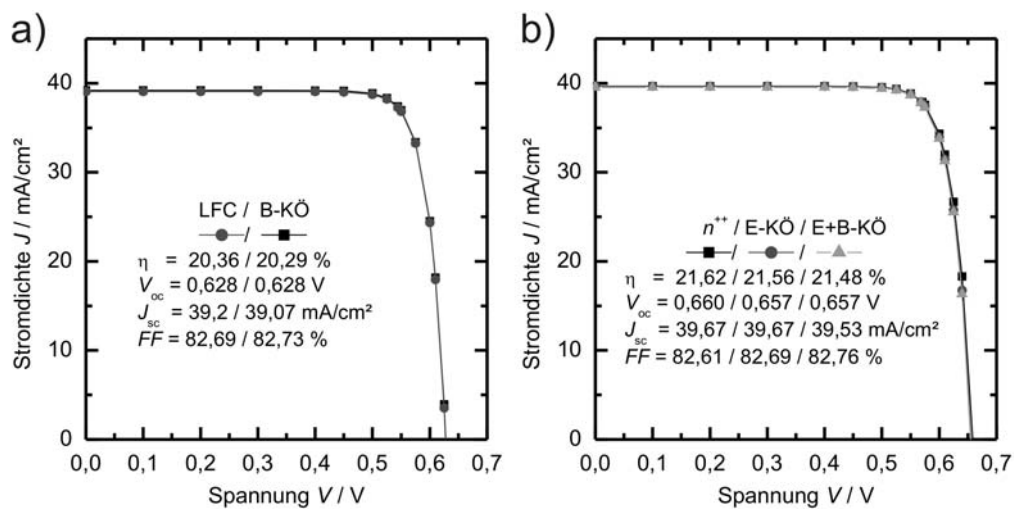 a)
Stromdichte J / mA/cm²
40
30
20
10
0
LFC / B-KÖ
/
η = 20,36 / 20,29 %
Voc = 0,628 / 0,628 V
Jsc = 39,2 / 39,07 mA/cm²
FF = 82,69 / 82,73 %
0,0 0,1 0,2 0,3 0,4 0,5 0,6 0,7
Spannung V / V
b)
Stromdichte J / mA/cm²
40
30
20
10
0
n++ / E-KÖ / E+B-KÖ
/ /
η = 21,62 / 21,56 / 21,48 %
Voc = 0,660 / 0,657 / 0,657 V
Jsc = 39,67 / 39,67 / 39,53 mA/cm²
FF = 82,61 / 82,69 / 82,76 %
0,0 0,1 0,2 0,3 0,4 0,5 0,6 0,7
Spannung V / V